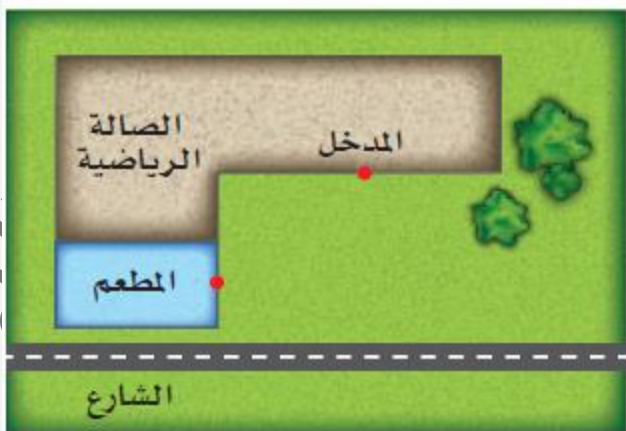 الصالة
الرياضية
المدخل
المطعم
الشارع